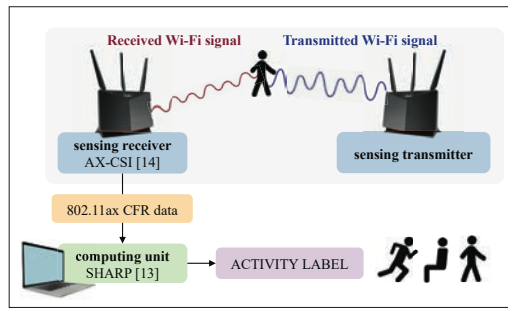 Received Wi-Fi signal
Transmitted Wi-Fi signal
sensing receiver
AX-CSI [14]
sensing transmitter
802.11ax CFR data
computing unit
SHARP [13]
ACTIVITY LABEL